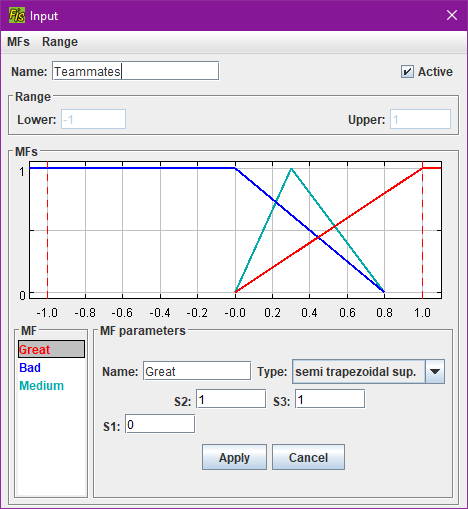 Fis Input
MFs Range
Name: Teammates Active
Range
Lower: -1 Upper: 1
MFs
1
0
-1.0 -0.8 -0.6 -0.4 -0.2 -0.0 0.2 0.4 0.6 0.8 1.0
MF MF parameters
Great Name: Great Type: semi trapezoidal sup.
Bad
Medium S2: 1 S3: 1
S1: 0
Apply Cancel